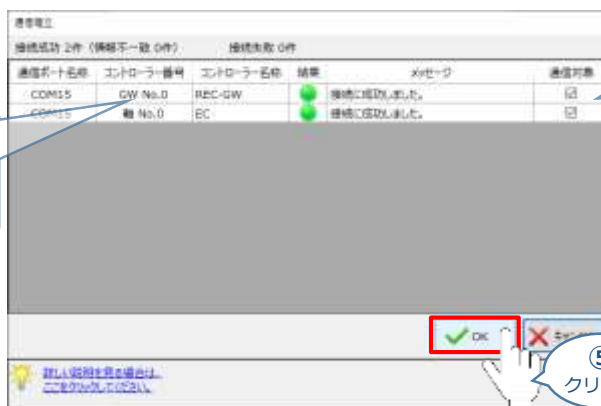 通信確立
接続成功 2件 （情報不一致 0件） 接続失敗 0件
通信ポート名称 コントローラー番号 コントローラー名称 結果 メッセージ 通信対象
COM15 GW No.0 REC-GW 接続に成功しました。
COM15 軸 No.0 EC 接続に成功しました。
OK
詳しい説明を見る場合は、
ここをクリックしてください。
⑤
クリ